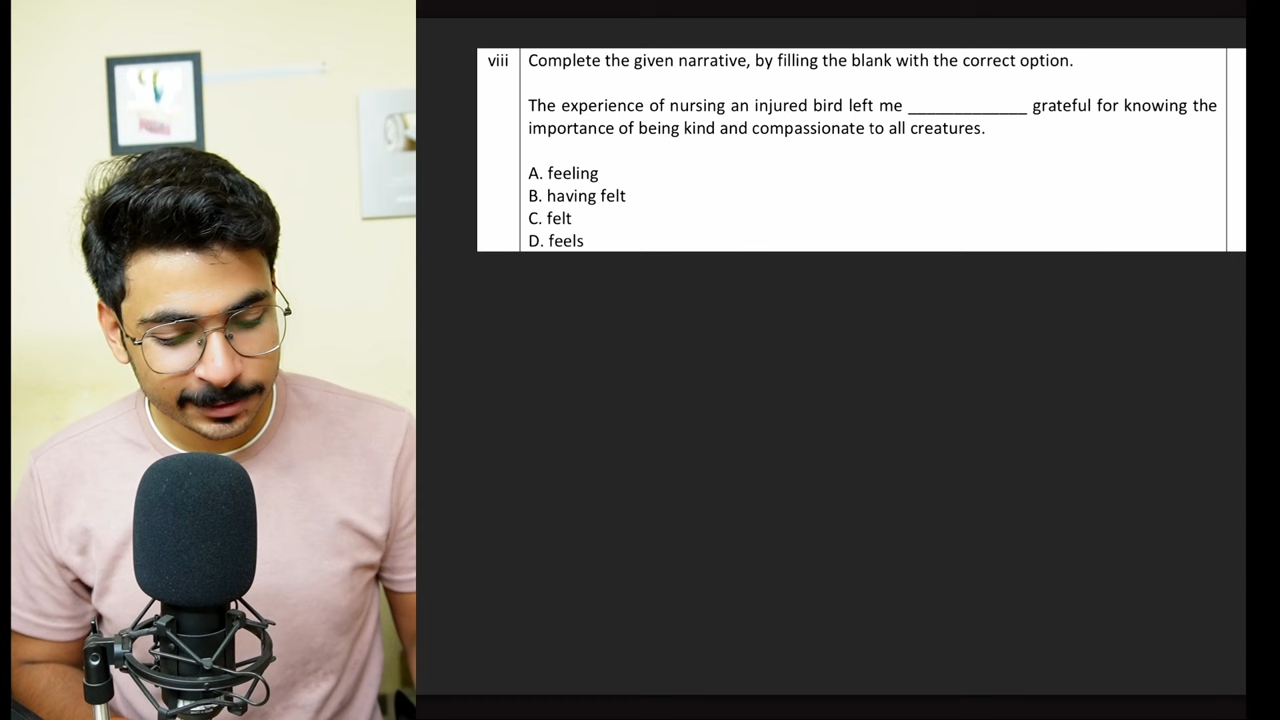 viii Complete the given narrative, by filling the blank with the correct option.
The experience of nursing an injured bird left me ______________ grateful for knowing the
importance of being kind and compassionate to all creatures.
A. feeling
B. having felt
C. felt
D. feels